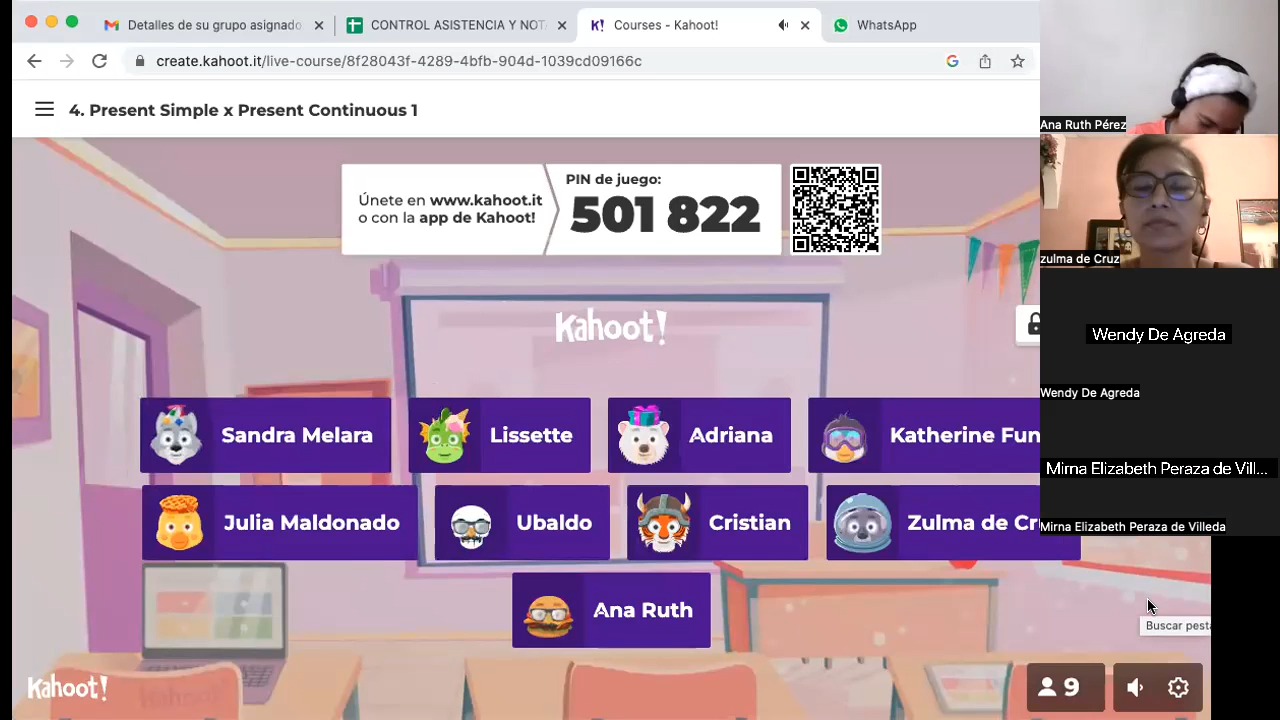 Detalles de su grupo asignado
CONTROL ASISTENCIA Y NOT
K! Courses - Kahoot!
WhatsApp
create.kahoot.it/live-course/8f28043f-4289-4bfb-904d-1039cd09166c
4. Present Simple x Present Continuous 1
Únete en www.kahoot.it
o con la app de Kahoot!
PIN de juego:
501 822
Kahoot!
Sandra Melara
Lissette
Adriana
Katherine Fun
Julia Maldonado
Ubaldo
Cristian
Zulma de Cr
Ana Ruth
Kahoot!
9
Buscar pest
Ana Ruth Pérez
zulma de Cruz
Wendy De Agreda
Wendy De Agreda
Mirna Elizabeth Peraza de Vill...
Mirna Elizabeth Peraza de Villeda